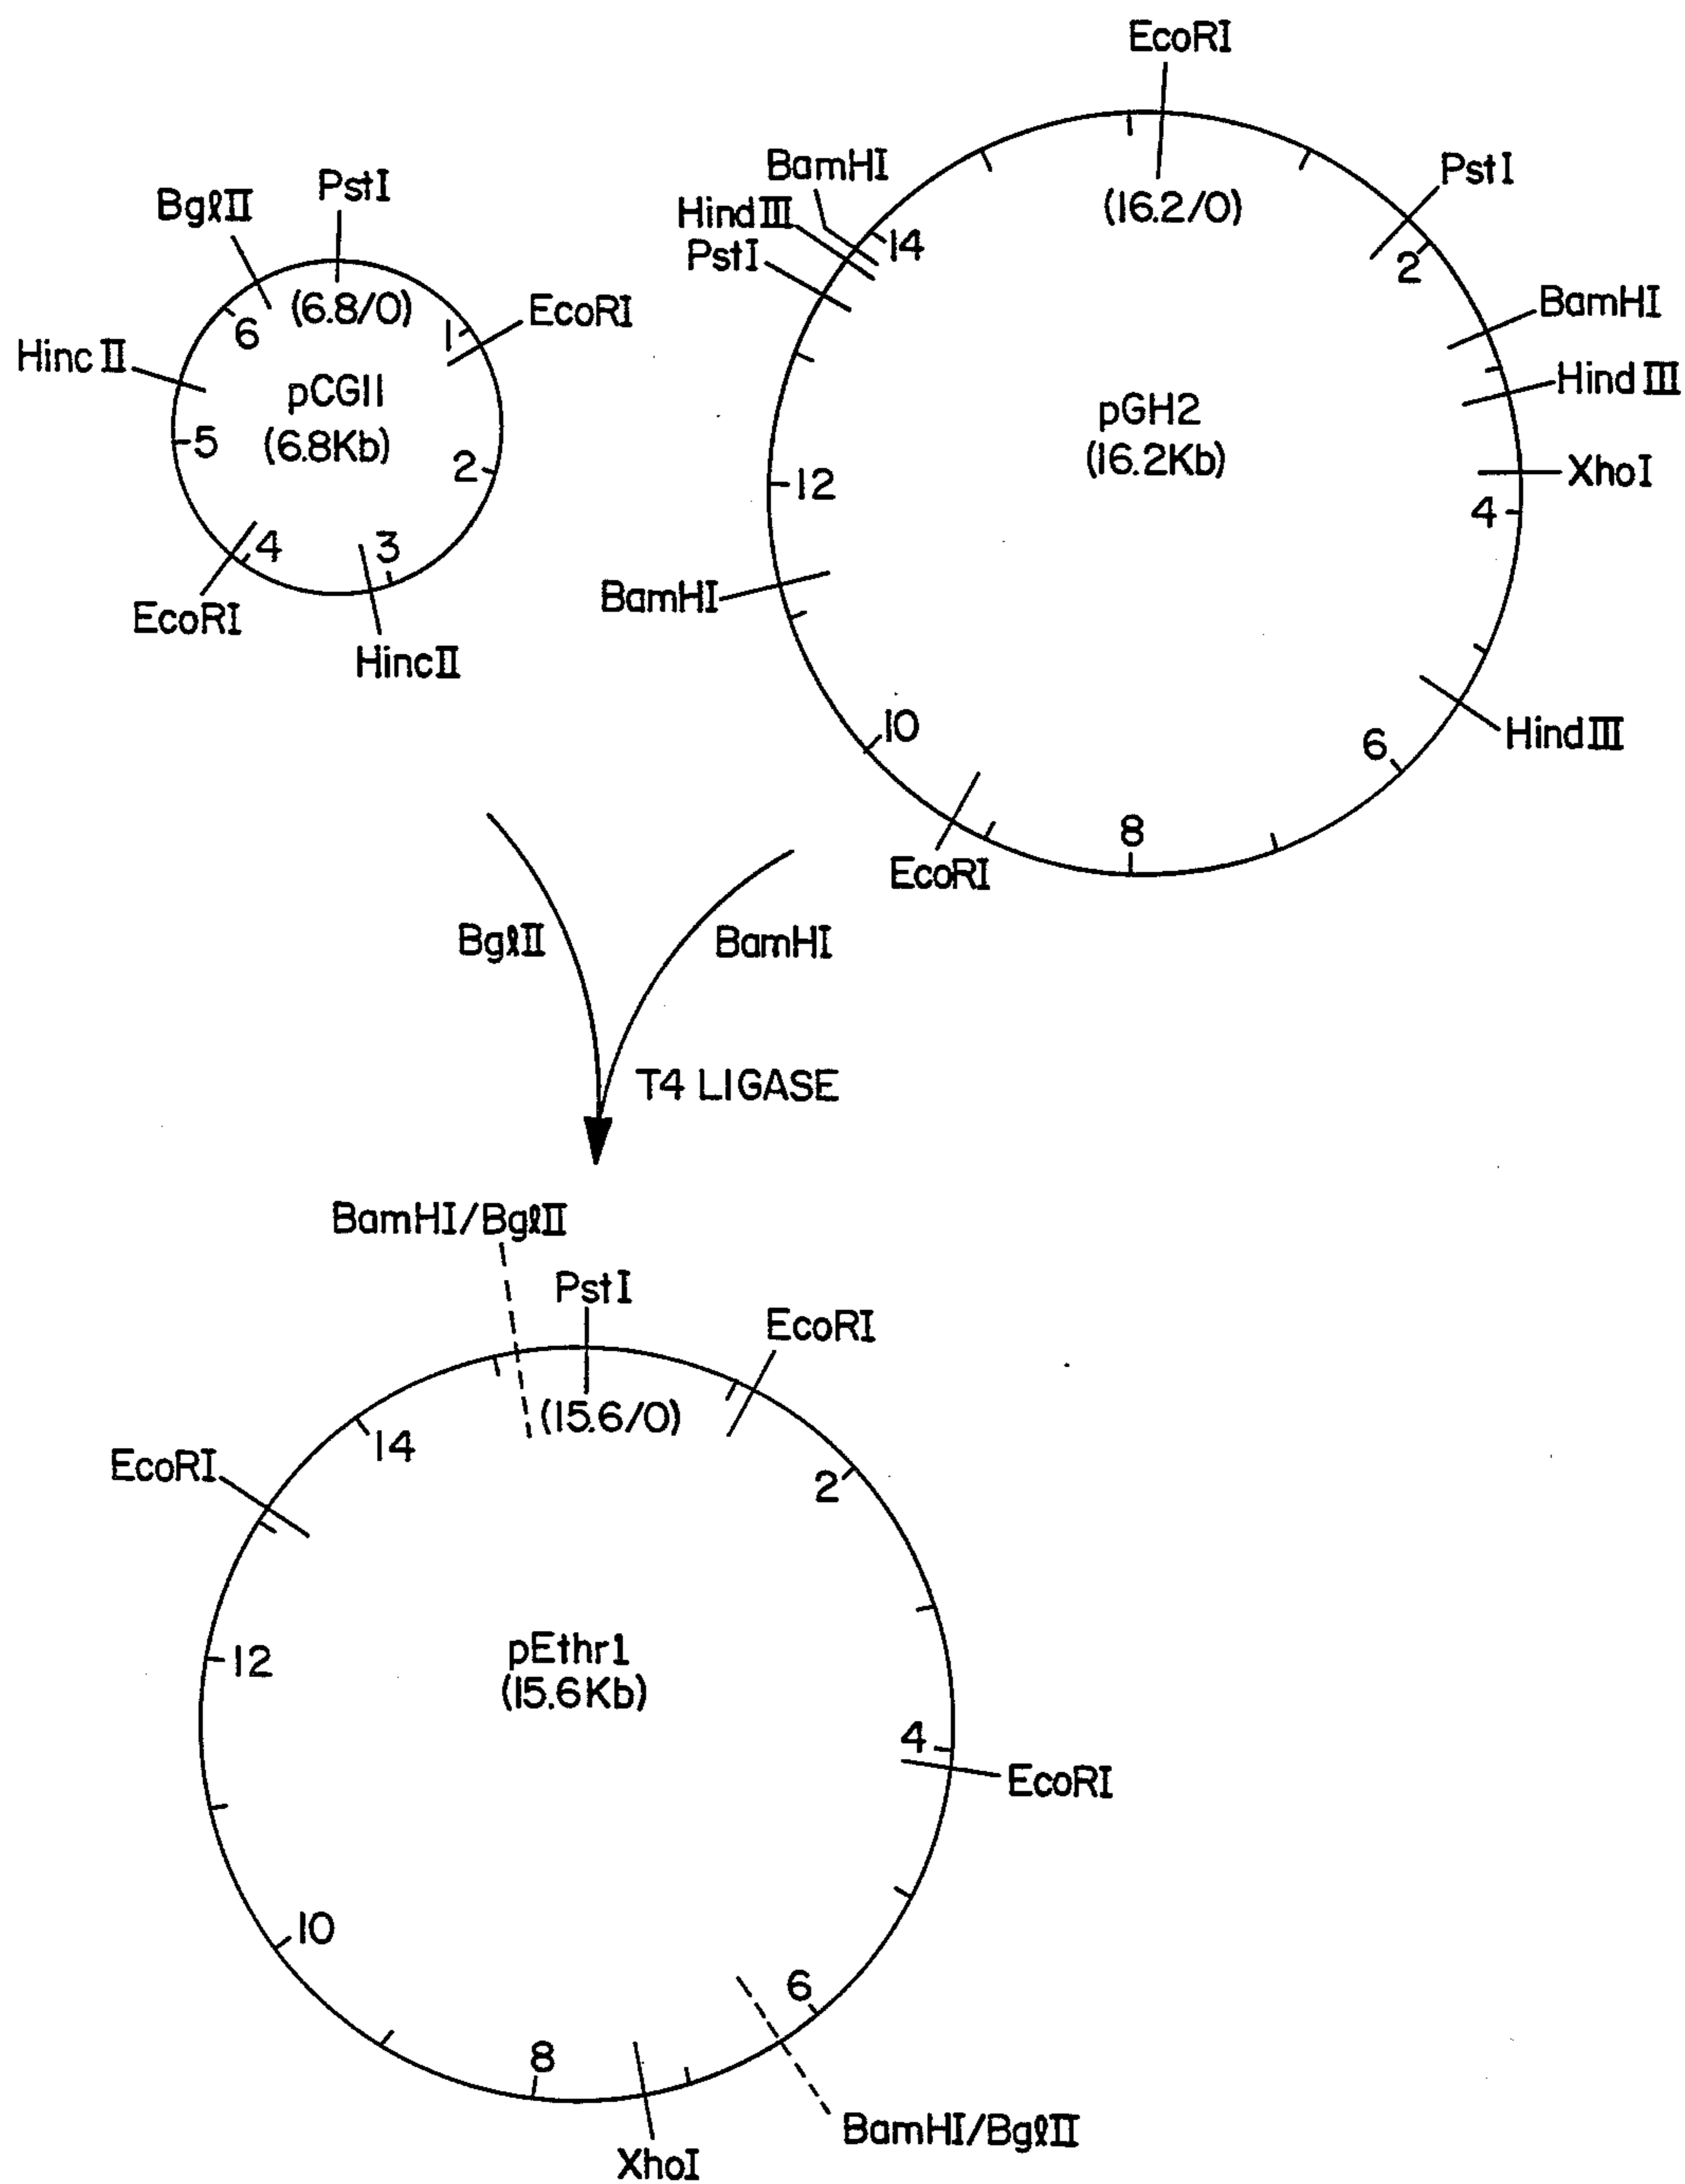 BglII
PstI
(6.8/0)
EcoRI
1
2
3
4
5
6
HincII
pCG11
(6.8Kb)
EcoRI
HincII
EcoRI
(16.2/0)
PstI
2
BamHI
HindIII
XhoI
4
HindIII
6
8
EcoRI
10
BamHI
12
PstI
HindIII
BamHI
14
pGH2
(16.2Kb)
BglII
BamHI
T4 LIGASE
BamHI/BglII
PstI
(15.6/0)
EcoRI
2
4
EcoRI
6
BamHI/BglII
XhoI
8
10
12
EcoRI
14
pEthr1
(15.6Kb)